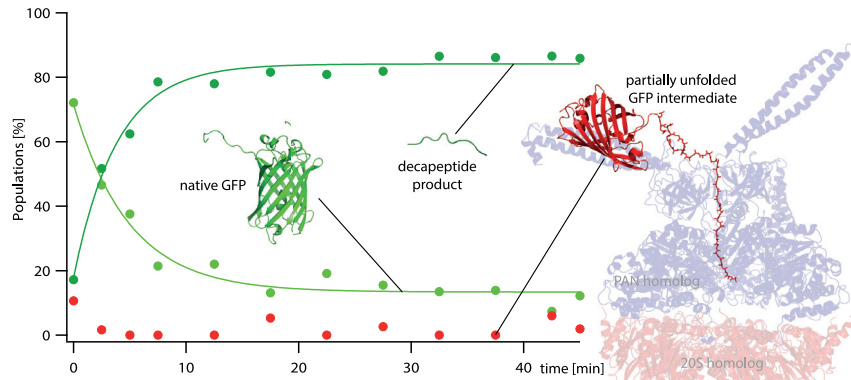 100
80
60
40
20
0
Populations [%]
0
10
20
30
40
time [min]
native GFP
decapeptide
product
partially unfolded
GFP intermediate
PAN homolog
20S homolog